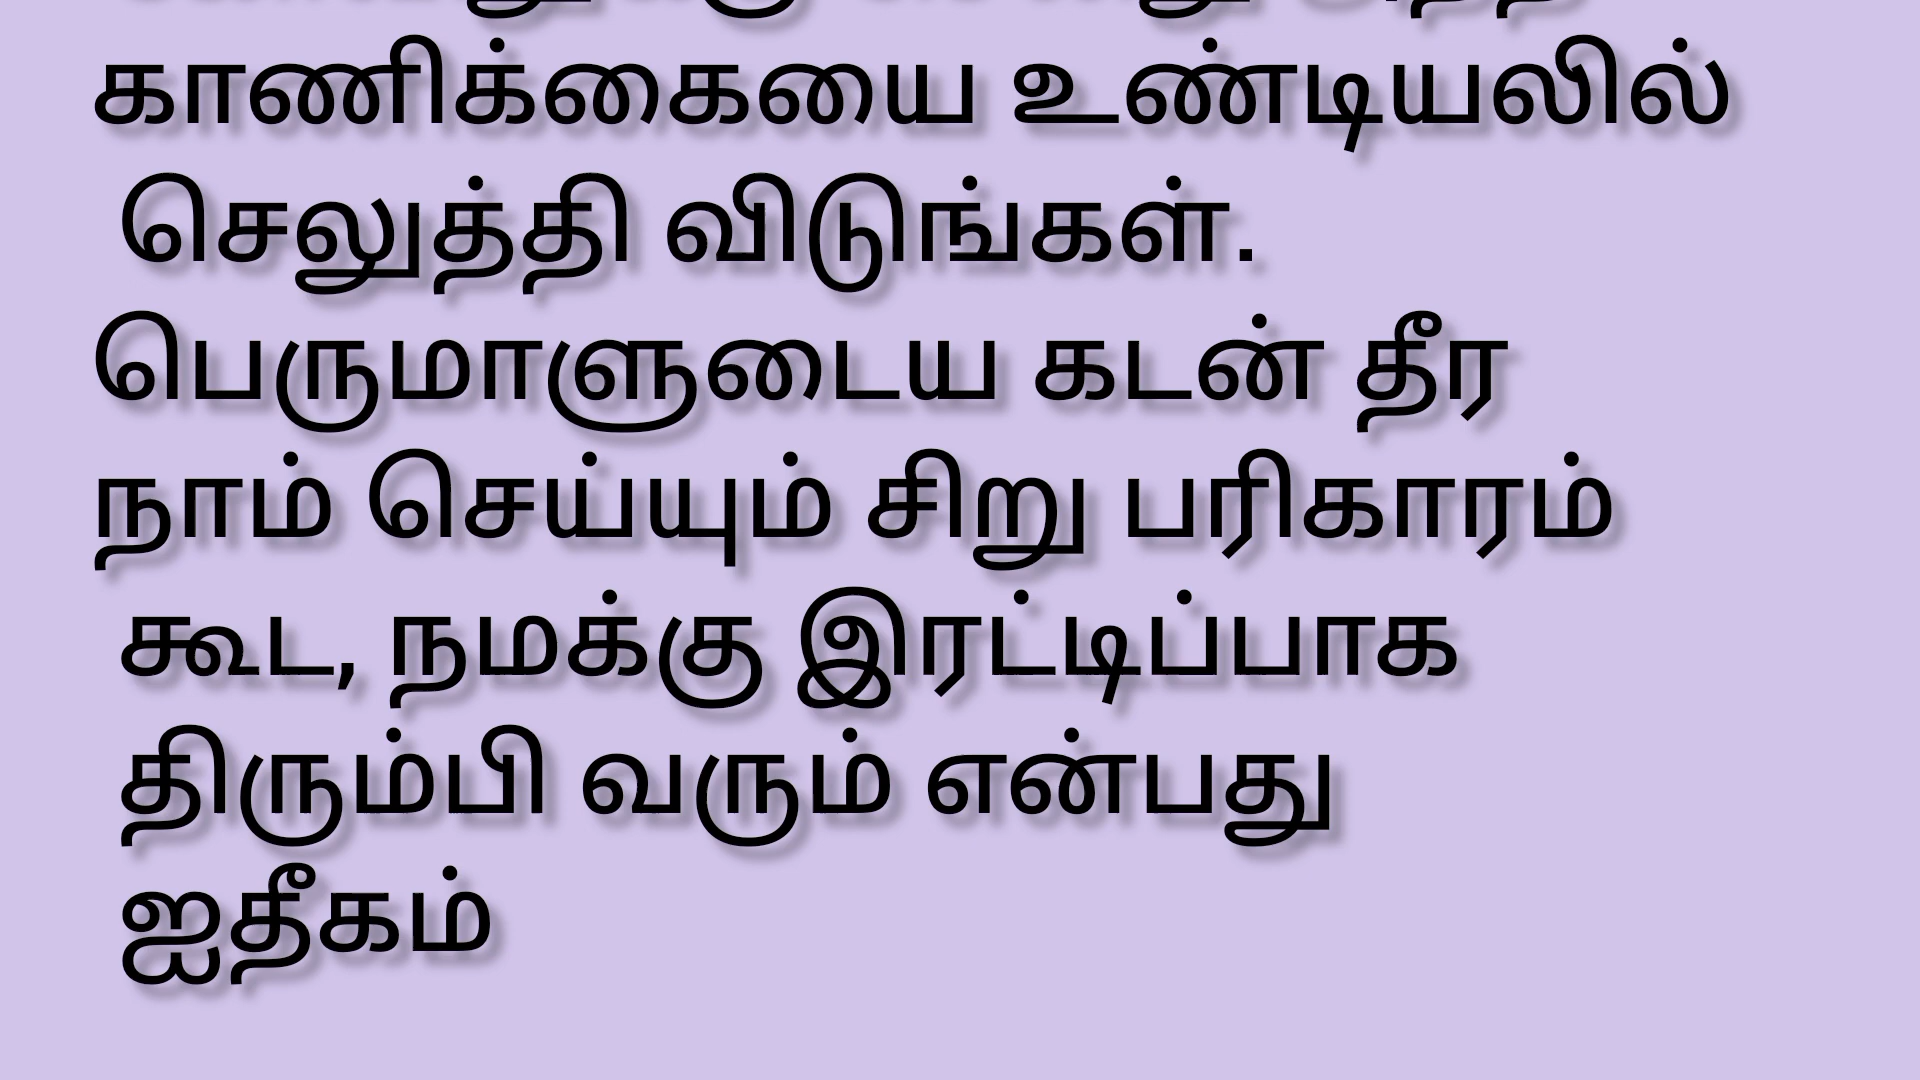 காணிக்கையை உண்டியலில்
செலுத்தி விடுங்கள்.
பெருமாளுடைய கடன் தீர
நாம் செய்யும் சிறு பரிகாரம்
கூட, நமக்கு இரட்டிப்பாக
திரும்பி வரும் என்பது
ஐதீகம்